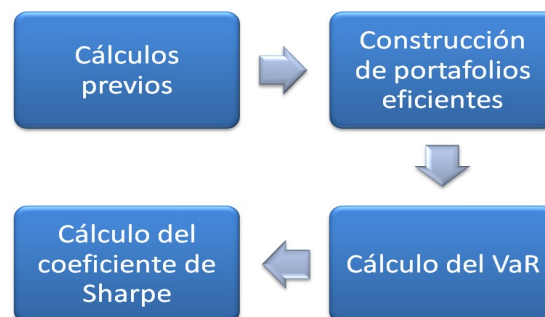 Cálculos
previos
Construcción
de portafolios
eficientes
Cálculo del VaR
Cálculo del
coeficiente de
Sharpe